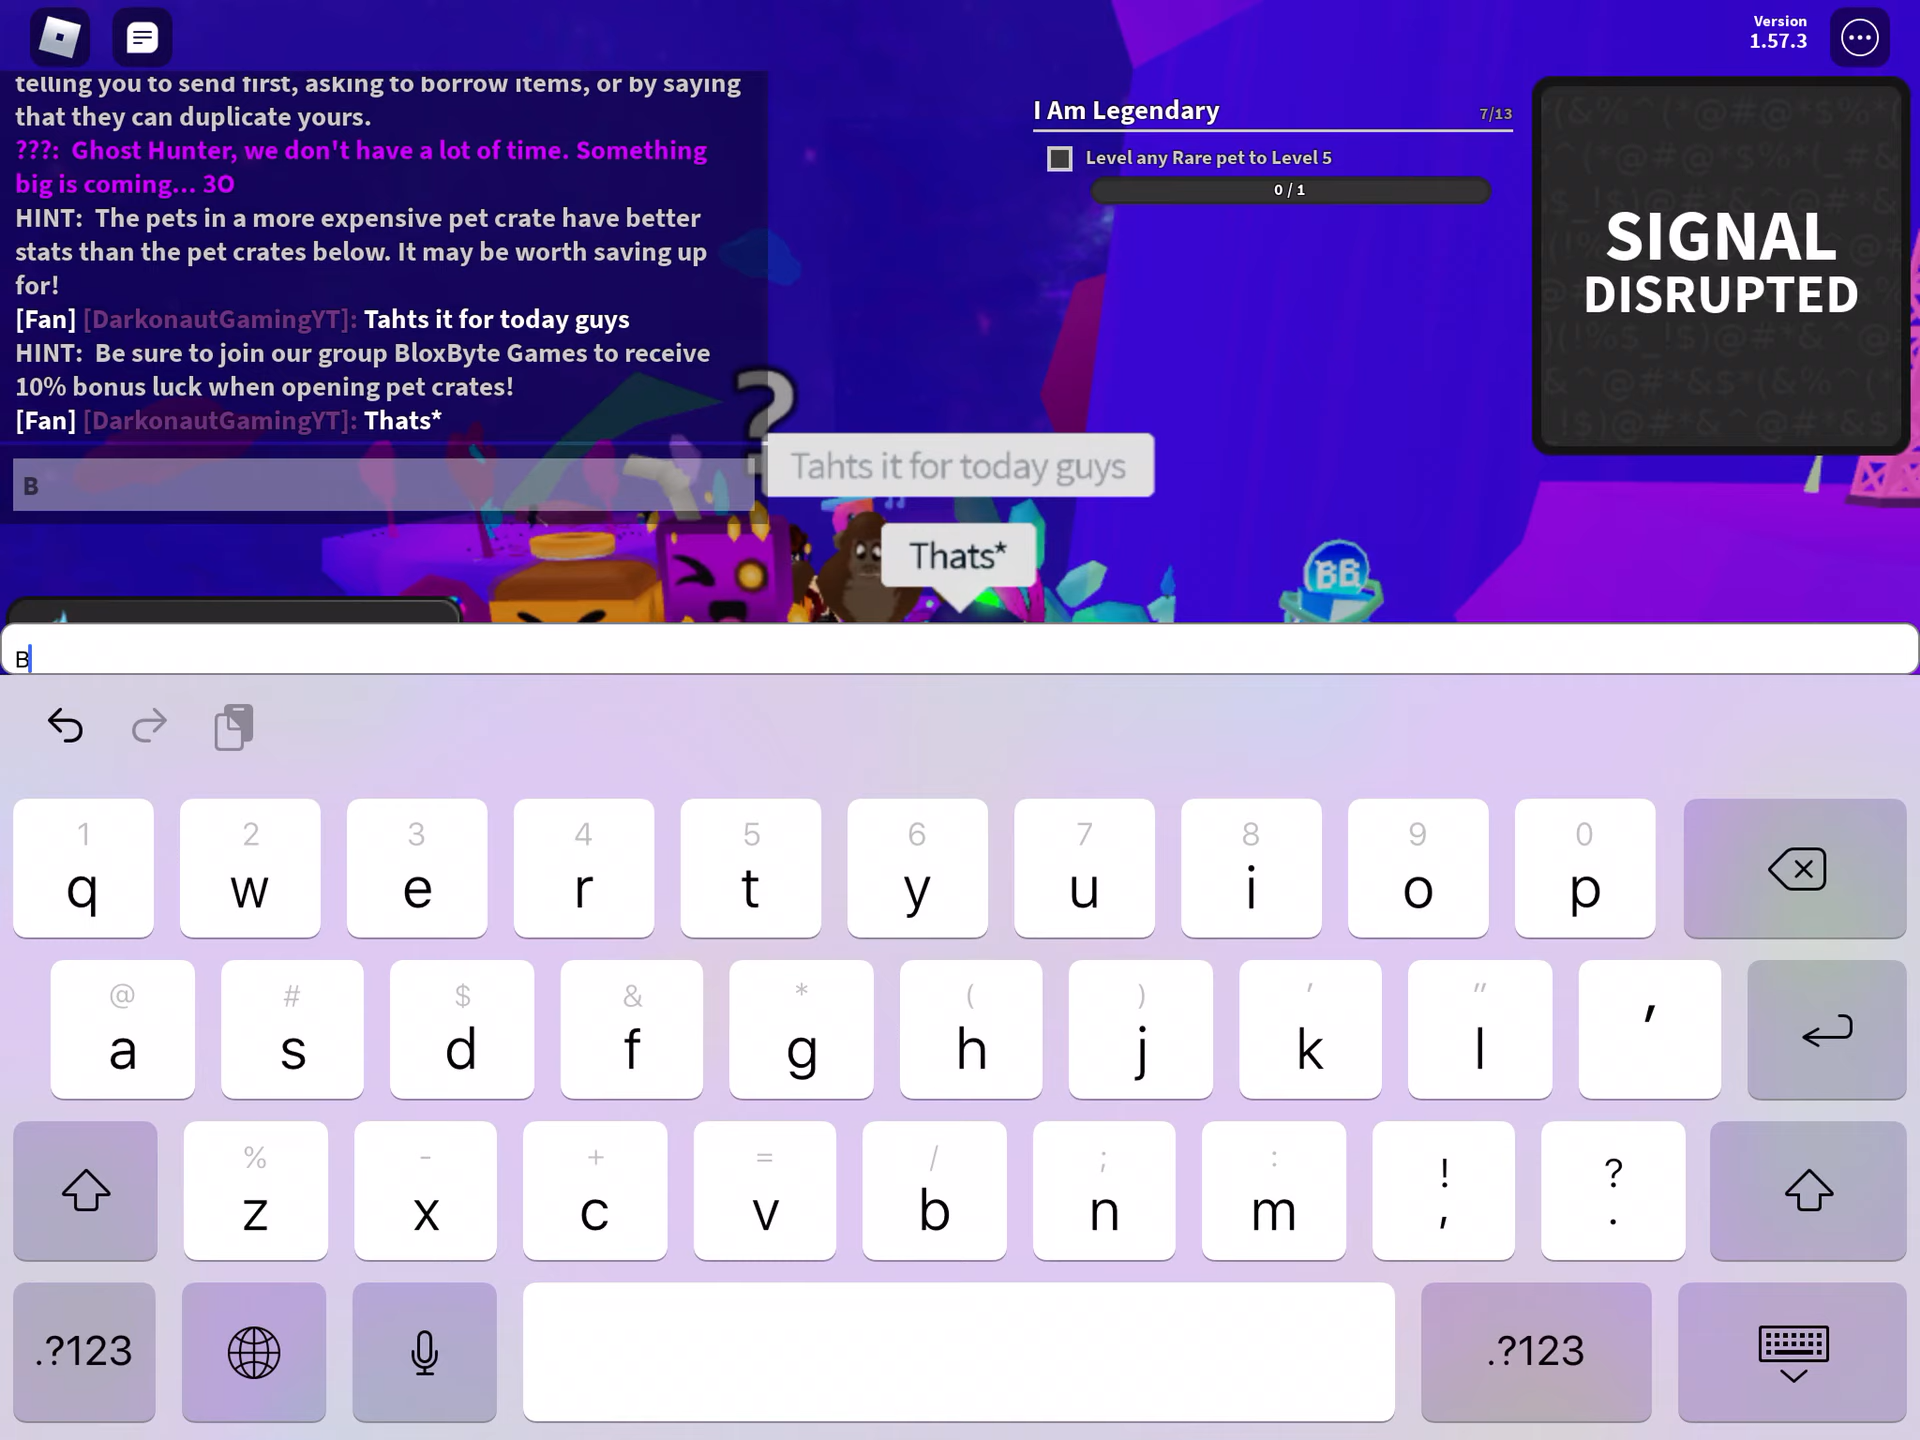 Version
1.57.3
telling you to send first, asking to borrow items, or by saying
that they can duplicate yours.
???: Ghost Hunter, we don't have a lot of time. Something
big is coming... 3O
HINT: The pets in a more expensive pet crate have better
stats than the pet crates below. It may be worth saving up
for!
[Fan] [DarkonautGamingYT]: Tahts it for today guys
HINT: Be sure to join our group BloxByte Games to receive
10% bonus luck when opening pet crates!
[Fan] [DarkonautGamingYT]: Thats*
B
I Am Legendary 7/13
Level any Rare pet to Level 5
0 / 1
SIGNAL
DISRUPTED
?
Tahts it for today guys
Thats*
BB
B
1 2 3 4 5 6 7 8 9 0
q w e r t y u i o p
@ # $ & * ( ) ' "
a s d f g h j k l '
% - + = / ; : ! ?
z x c v b n m , .
.?123 .?123